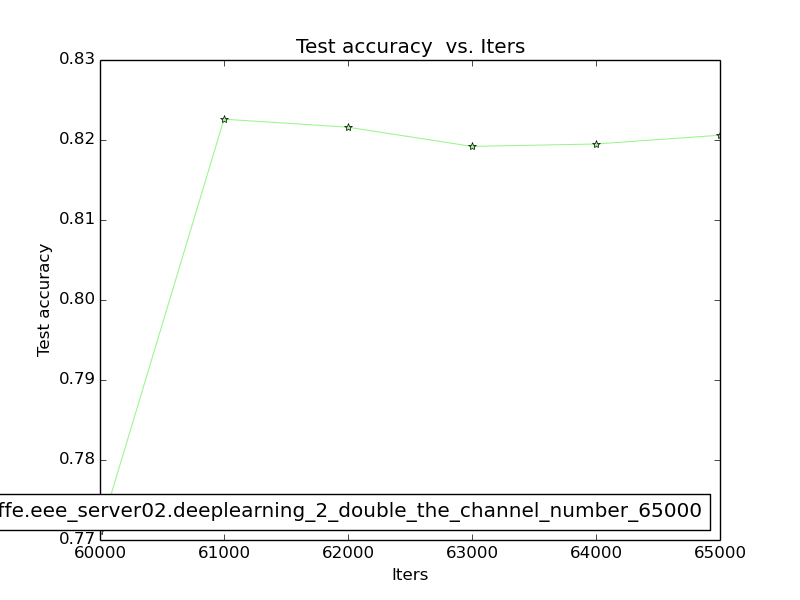 Test accuracy  vs. Iters
0.83
0.82
0.81
0.80
0.79
0.78
0.77
Test accuracy
ffe.eee_server02.deeplearning_2_double_the_channel_number_65000
60000 61000 62000 63000 64000 65000
Iters